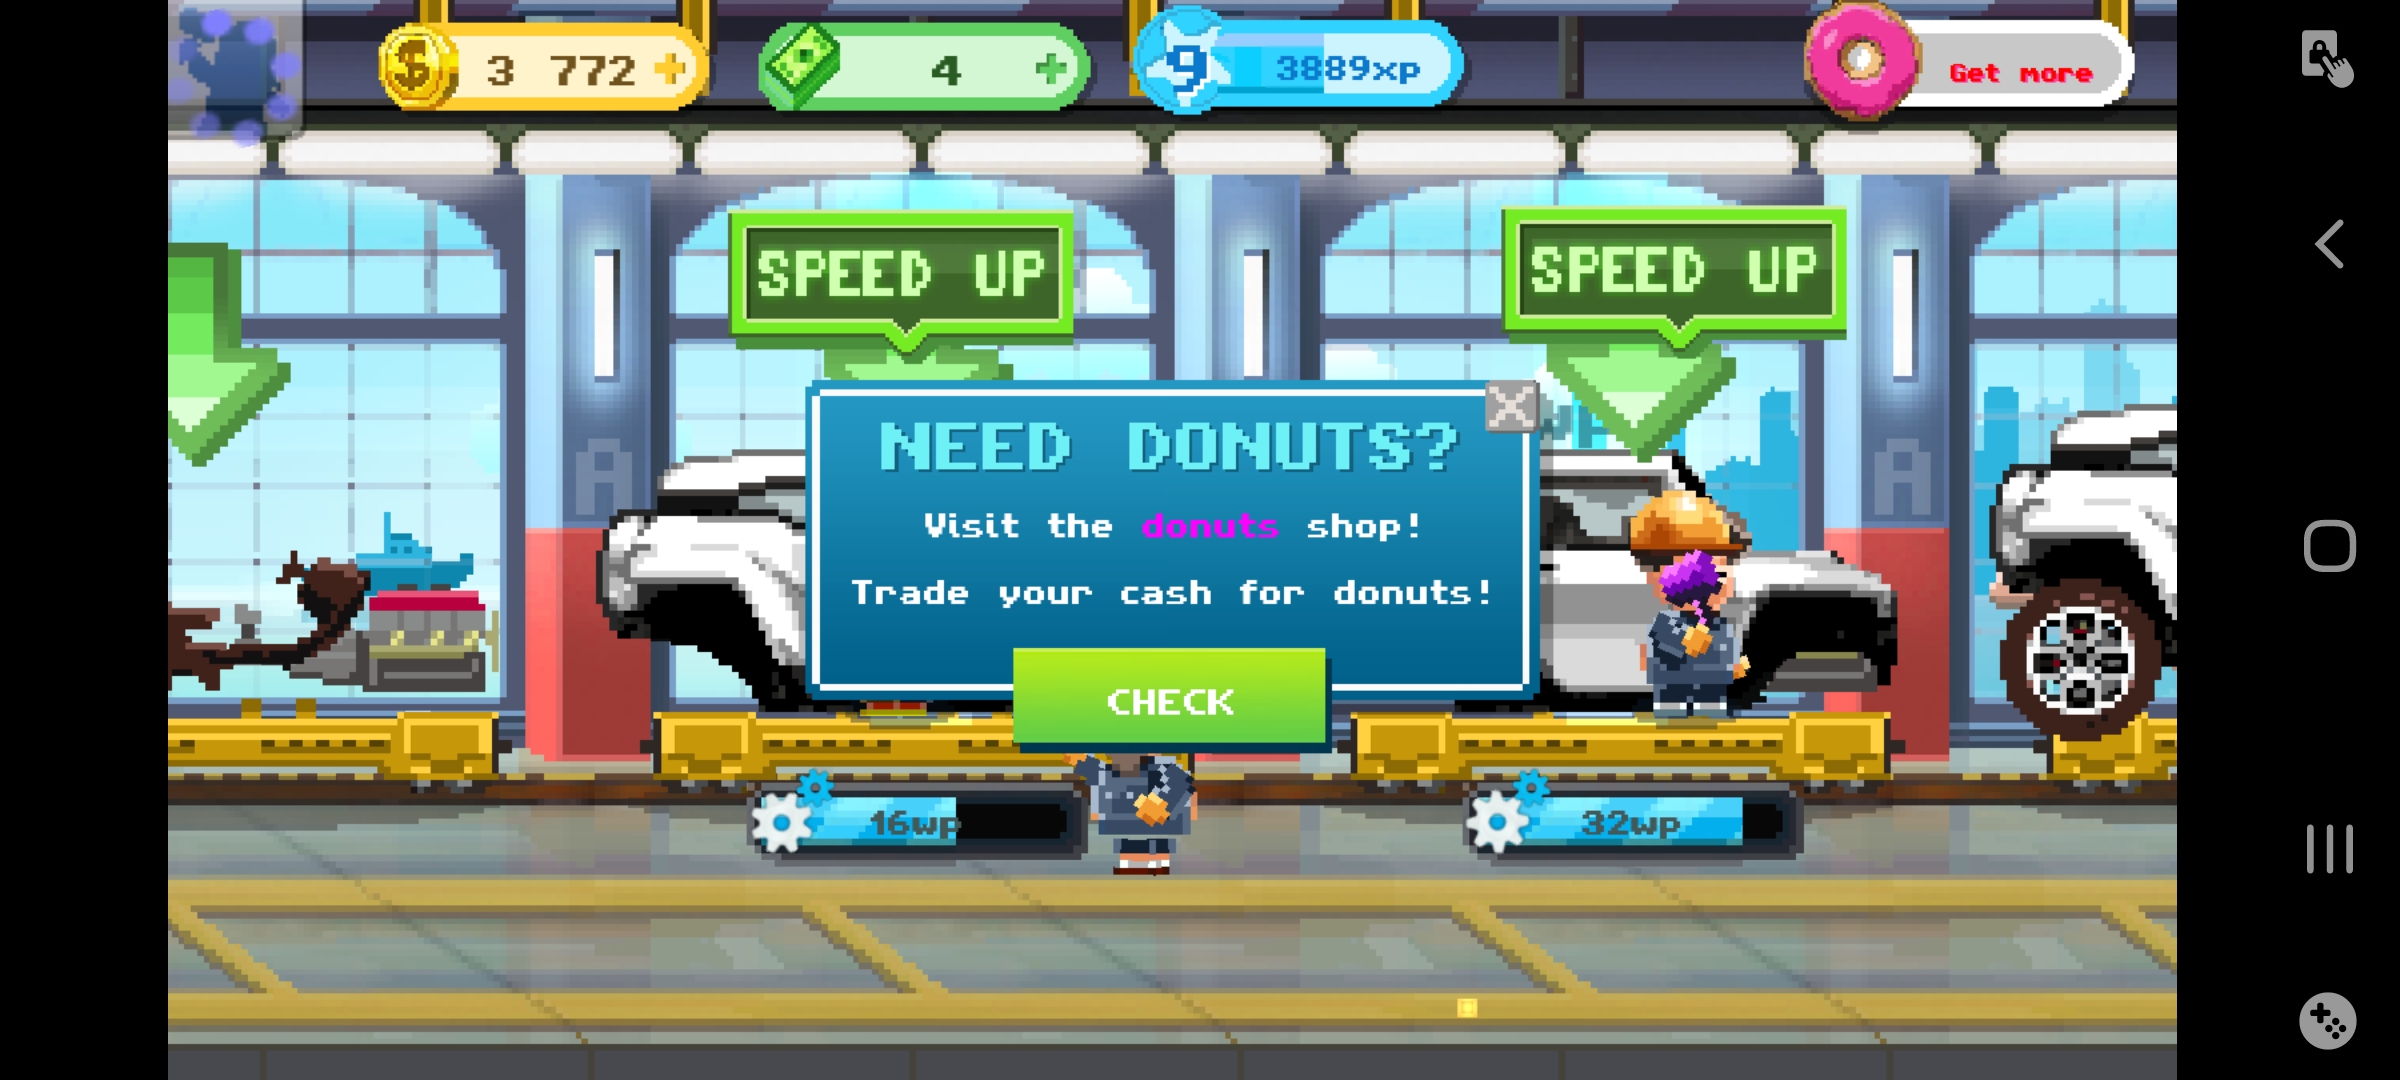 3 772
4
9
3889xp
Get more
SPEED UP
SPEED UP
NEED DONUTS?
Visit the donuts shop!
Trade your cash for donuts!
CHECK
A
A
16wp
32wp